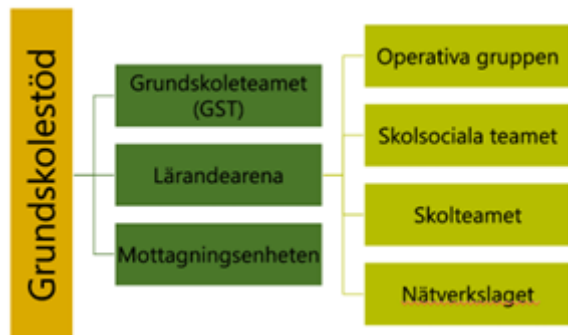 Grundskolestöd
Grundskoleteamet
(GST)
Lärandearena
Mottagningsenheten
Operativa gruppen
Skolsociala teamet
Skolteamet
Nätverkslaget